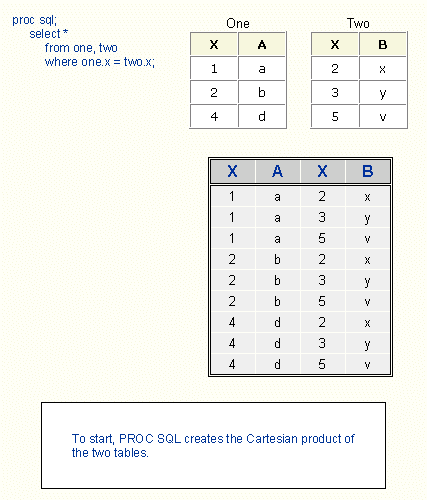 proc sql;
select *
from one, two
where one.x = two.x;
One
X A
1 a
2 b
4 d
Two
X B
2 x
3 y
5 v
X A X B
1 a 2 x
1 a 3 y
1 a 5 v
2 b 2 x
2 b 3 y
2 b 5 v
4 d 2 x
4 d 3 y
4 d 5 v
To start, PROC SQL creates the Cartesian product of
the two tables.